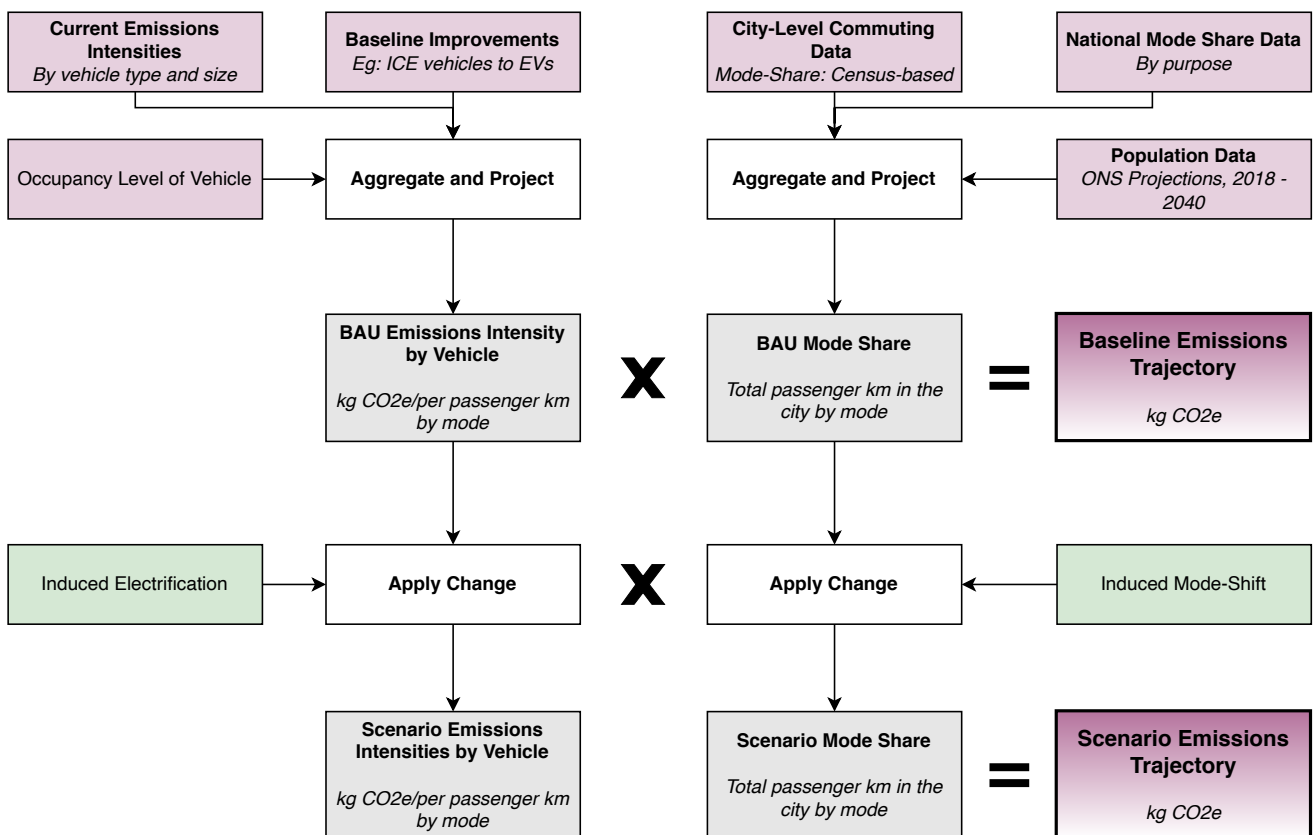 Current Emissions
Intensities
By vehicle type and size
Baseline Improvements
Eg: ICE vehicles to EVs
City-Level Commuting
Data
Mode-Share: Census-based
National Mode Share Data
By purpose
Occupancy Level of Vehicle
Aggregate and Project
Aggregate and Project
Population Data
ONS Projections, 2018 -
2040
BAU Emissions Intensity
by Vehicle
kg CO2e/per passenger km
by mode
x
BAU Mode Share
Total passenger km in the
city by mode
=
Baseline Emissions
Trajectory
kg CO2e
Induced Electrification
Apply Change
x
Apply Change
Induced Mode-Shift
Scenario Emissions
Intensities by Vehicle
kg CO2e/per passenger km
by mode
Scenario Mode Share
Total passenger km in the
city by mode
=
Scenario Emissions
Trajectory
kg CO2e